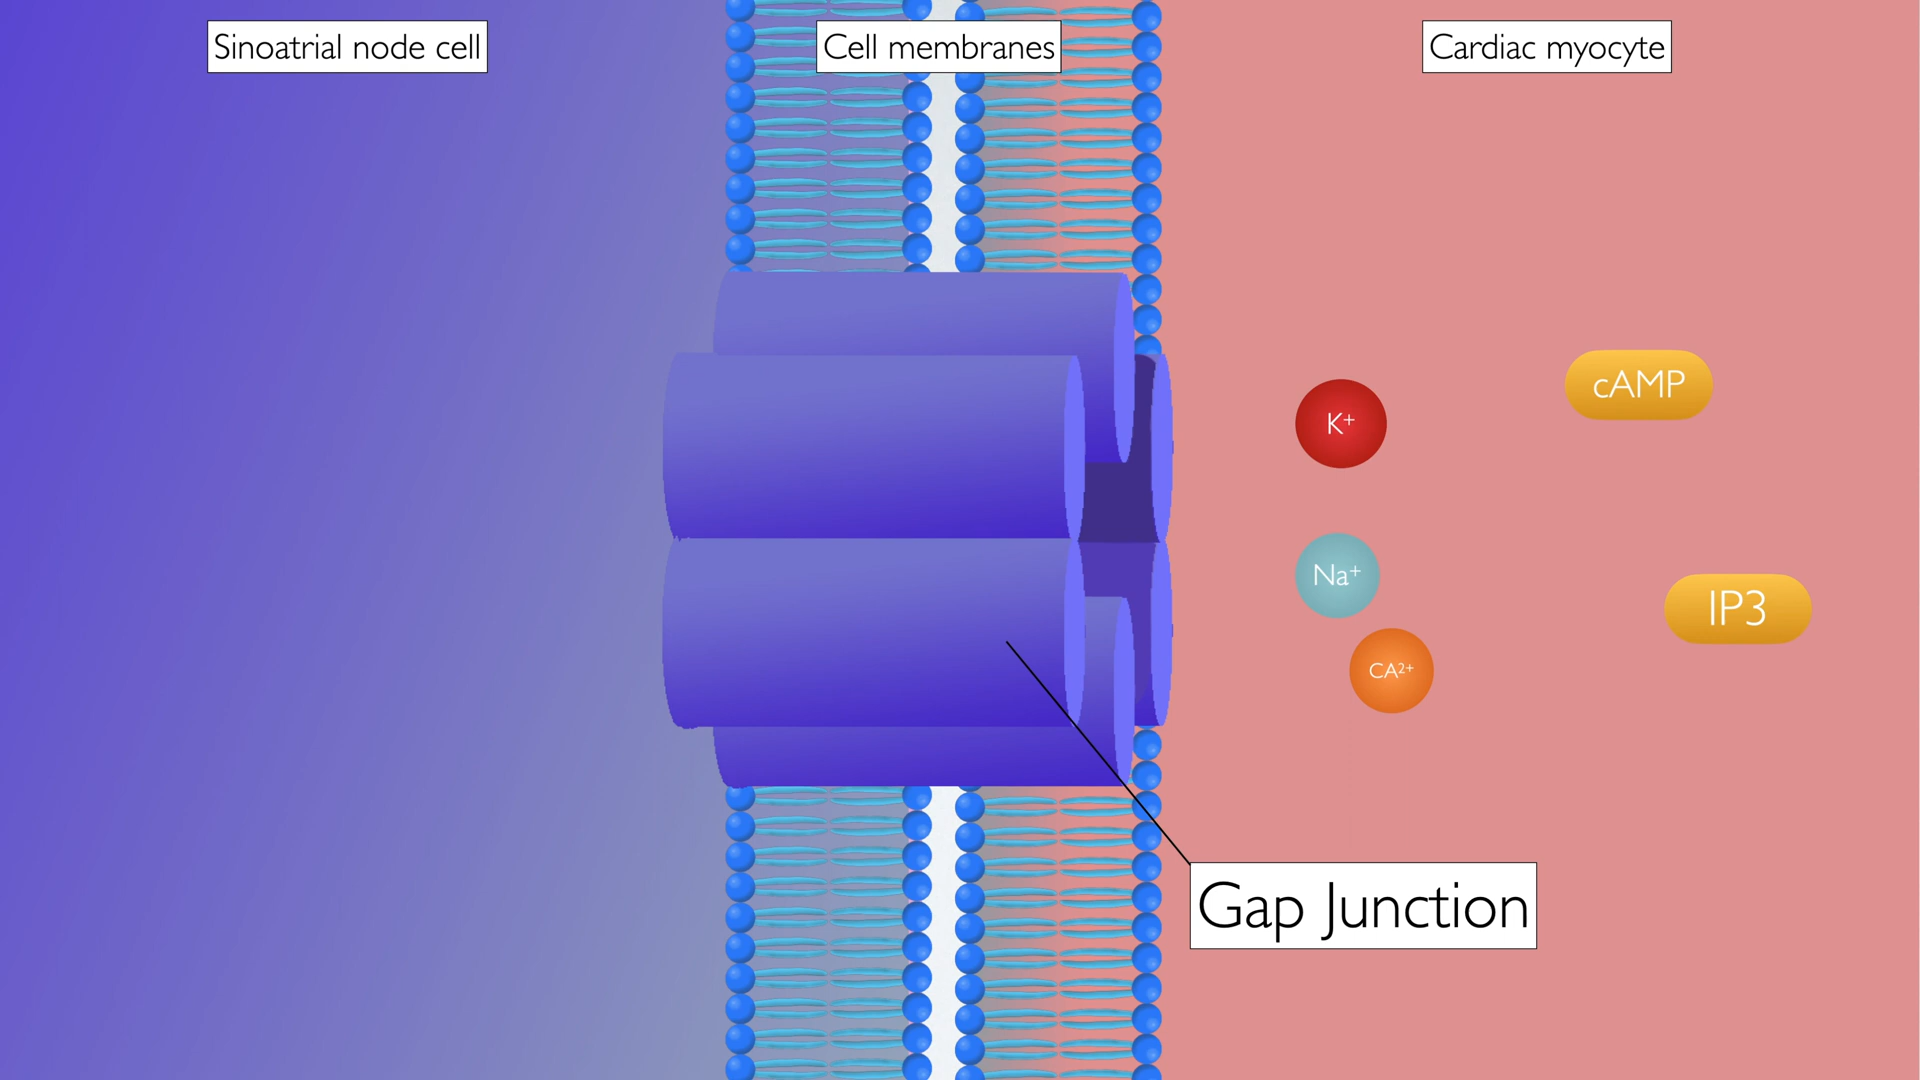 Sinoatrial node cell
Cell membranes
Cardiac myocyte
cAMP
K⁺
Na⁺
IP3
CA²⁺
Gap Junction